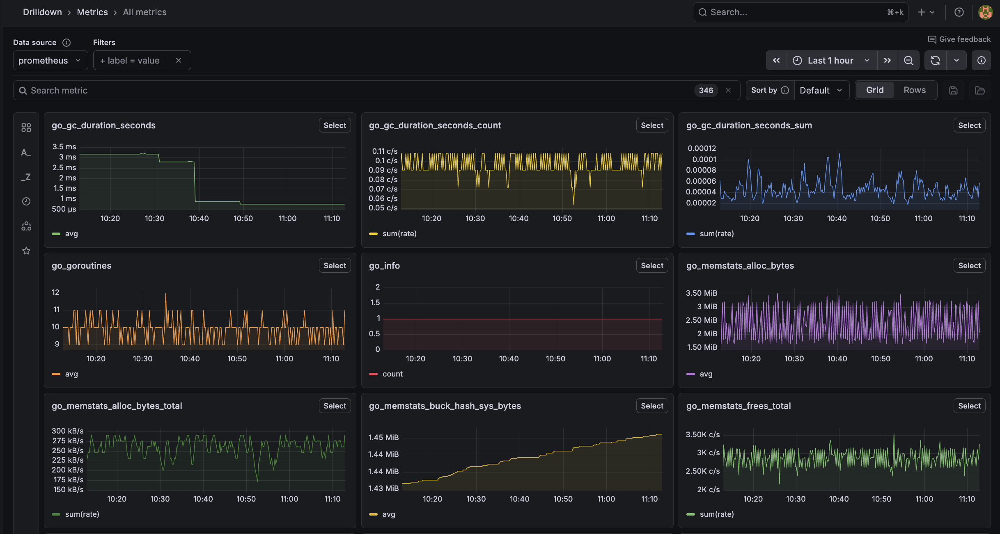 Drilldown › Metrics › All metrics
Search... ⌘+k
Data source Filters
Give feedback
prometheus + label = value
Last 1 hour
Search metric 346
Sort by Default Grid Rows
A_
_Z
go_gc_duration_seconds Select
3.5 ms
3 ms
2.5 ms
2 ms
1.5 ms
1 ms
500 µs
10:20 10:30 10:40 10:50 11:00 11:10
avg
go_gc_duration_seconds_count Select
0.11 c/s
0.1 c/s
0.09 c/s
0.08 c/s
0.07 c/s
0.06 c/s
0.05 c/s
10:20 10:30 10:40 10:50 11:00 11:10
sum(rate)
go_gc_duration_seconds_sum Select
0.00012
0.0001
0.00008
0.00006
0.00004
0.00002
10:20 10:30 10:40 10:50 11:00 11:10
sum(rate)
go_goroutines Select
12
11
10
9
10:20 10:30 10:40 10:50 11:00 11:10
avg
go_info Select
2
1.5
1
0.5
0
10:20 10:30 10:40 10:50 11:00 11:10
count
go_memstats_alloc_bytes Select
3.50 MiB
3 MiB
2.50 MiB
2 MiB
1.50 MiB
10:20 10:30 10:40 10:50 11:00 11:10
avg
go_memstats_alloc_bytes_total Select
300 kB/s
275 kB/s
250 kB/s
225 kB/s
200 kB/s
175 kB/s
150 kB/s
10:20 10:30 10:40 10:50 11:00 11:10
sum(rate)
go_memstats_buck_hash_sys_bytes Select
1.45 MiB
1.44 MiB
1.44 MiB
1.43 MiB
10:20 10:30 10:40 10:50 11:00 11:10
avg
go_memstats_frees_total Select
3.50K c/s
3K c/s
2.50K c/s
2K c/s
10:20 10:30 10:40 10:50 11:00 11:10
sum(rate)